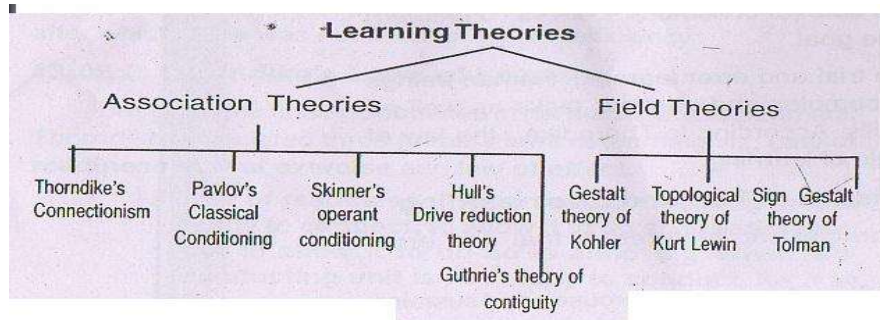 Learning Theories
Association Theories
Field Theories
Thorndike's
Connectionism
Pavlov's
Classical
Conditioning
Skinner's
operant
conditioning
Hull's
Drive reduction
theory
Guthrie's theory of
contiguity
Gestalt
theory of
Kohler
Topological
theory of
Kurt Lewin
Sign Gestalt
theory of
Tolman